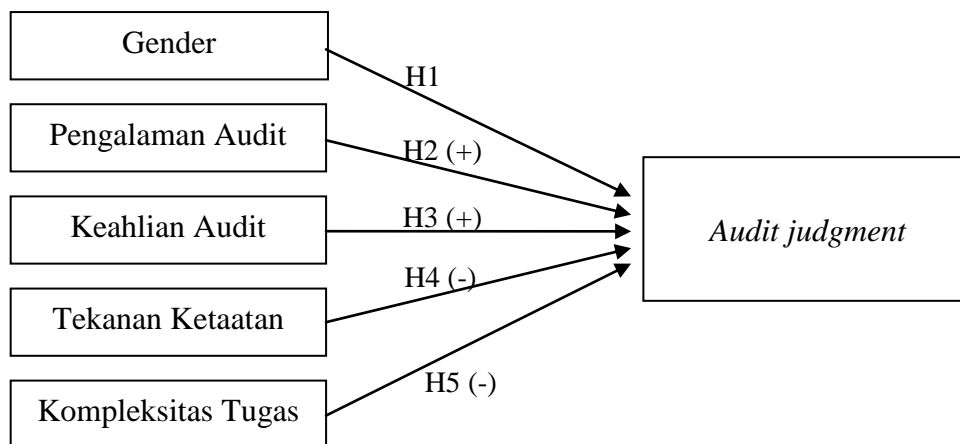 Gender
H1
Pengalaman Audit
H2 (+)
Keahlian Audit
H3 (+)
Audit judgment
H4 (-)
Tekanan Ketaatan
H5 (-)
Kompleksitas Tugas